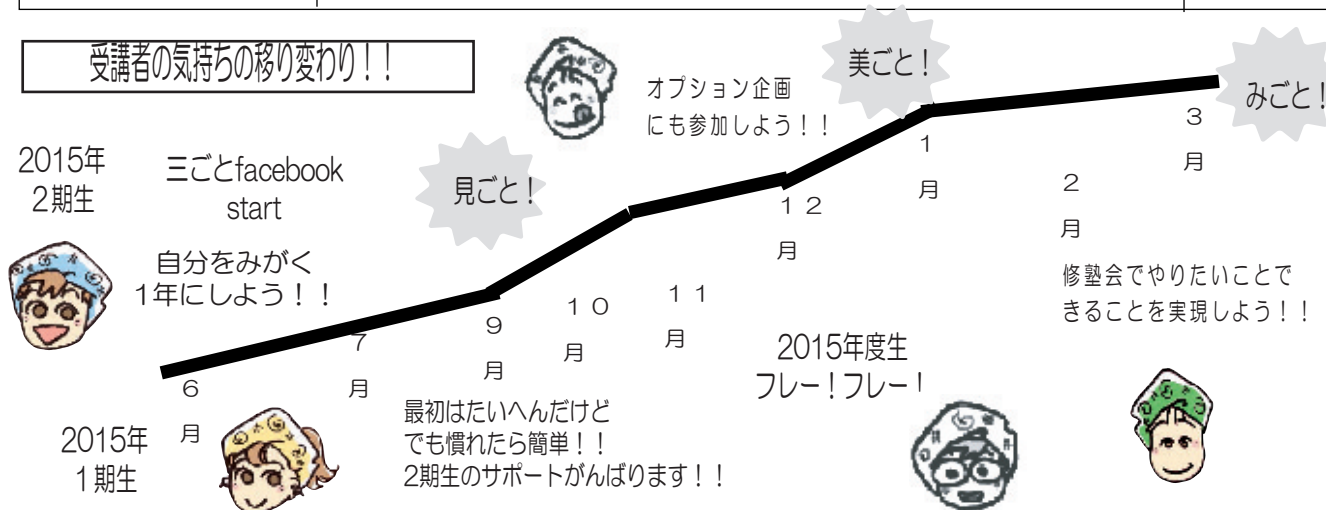 受講者の気持ちの移り変わり！！
オプション企画
にも参加しよう！！
美ごと！
みごと！
2015年
２期生
三ごとfacebook
start
見ごと！
自分をみがく
1年にしよう！！
６
月
７
月
９
月
１０
月
１１
月
１２
月
１
月
２
月
３
月
修塾会でやりたいことで
きることを実現しよう！！
2015年度生
フレー！フレー！
2015年
１期生
最初はたいへんだけど
でも慣れたら簡単！！
2期生のサポートがんばります！！